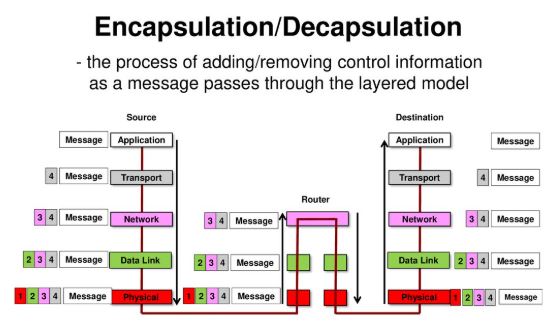 Encapsulation/Decapsulation
- the process of adding/removing control information
as a message passes through the layered model
Source
Destination
Message Application
Application Message
4 Message Transport
Transport 4 Message
Router
3 4 Message Network
3 4 Message
Network 3 4 Message
2 3 4 Message Data Link
2 3 4 Message
Data Link 2 3 4 Message
1 2 3 4 Message Physical
1 2 3 4 Message
Physical 1 2 3 4 Message